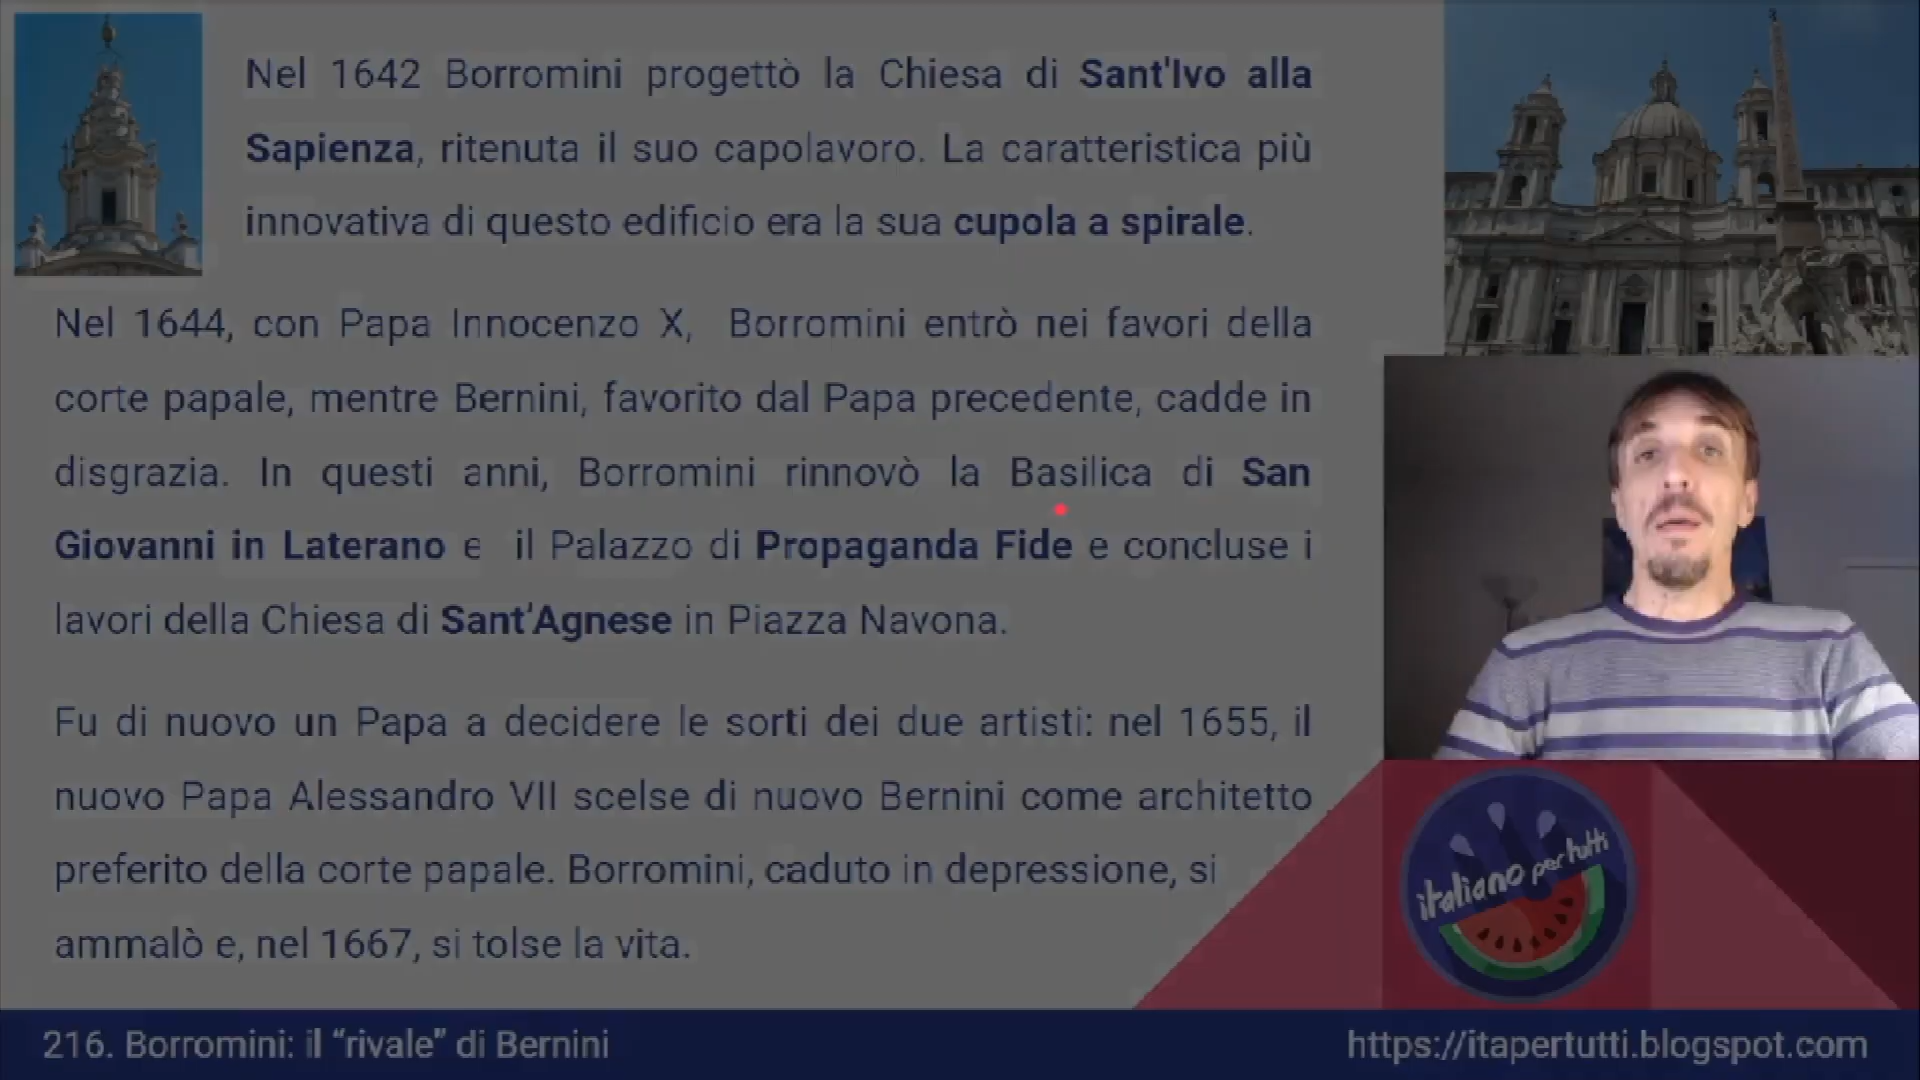 Nel 1642 Borromini progettò la Chiesa di Sant'Ivo alla
Sapienza, ritenuta il suo capolavoro. La caratteristica più
innovativa di questo edificio era la sua cupola a spirale.
Nel 1644, con Papa Innocenzo X, Borromini entrò nei favori della
corte papale, mentre Bernini, favorito dal Papa precedente, cadde in
disgrazia. In questi anni, Borromini rinnovò la Basilica di San
Giovanni in Laterano e il Palazzo di Propaganda Fide e concluse i
lavori della Chiesa di Sant'Agnese in Piazza Navona.
Fu di nuovo un Papa a decidere le sorti dei due artisti: nel 1655, il
nuovo Papa Alessandro VII scelse di nuovo Bernini come architetto
preferito della corte papale. Borromini, caduto in depressione, si
ammalò e, nel 1667, si tolse la vita.
italiano per tutti
216. Borromini: il “rivale” di Bernini
https://itapertutti.blogspot.com